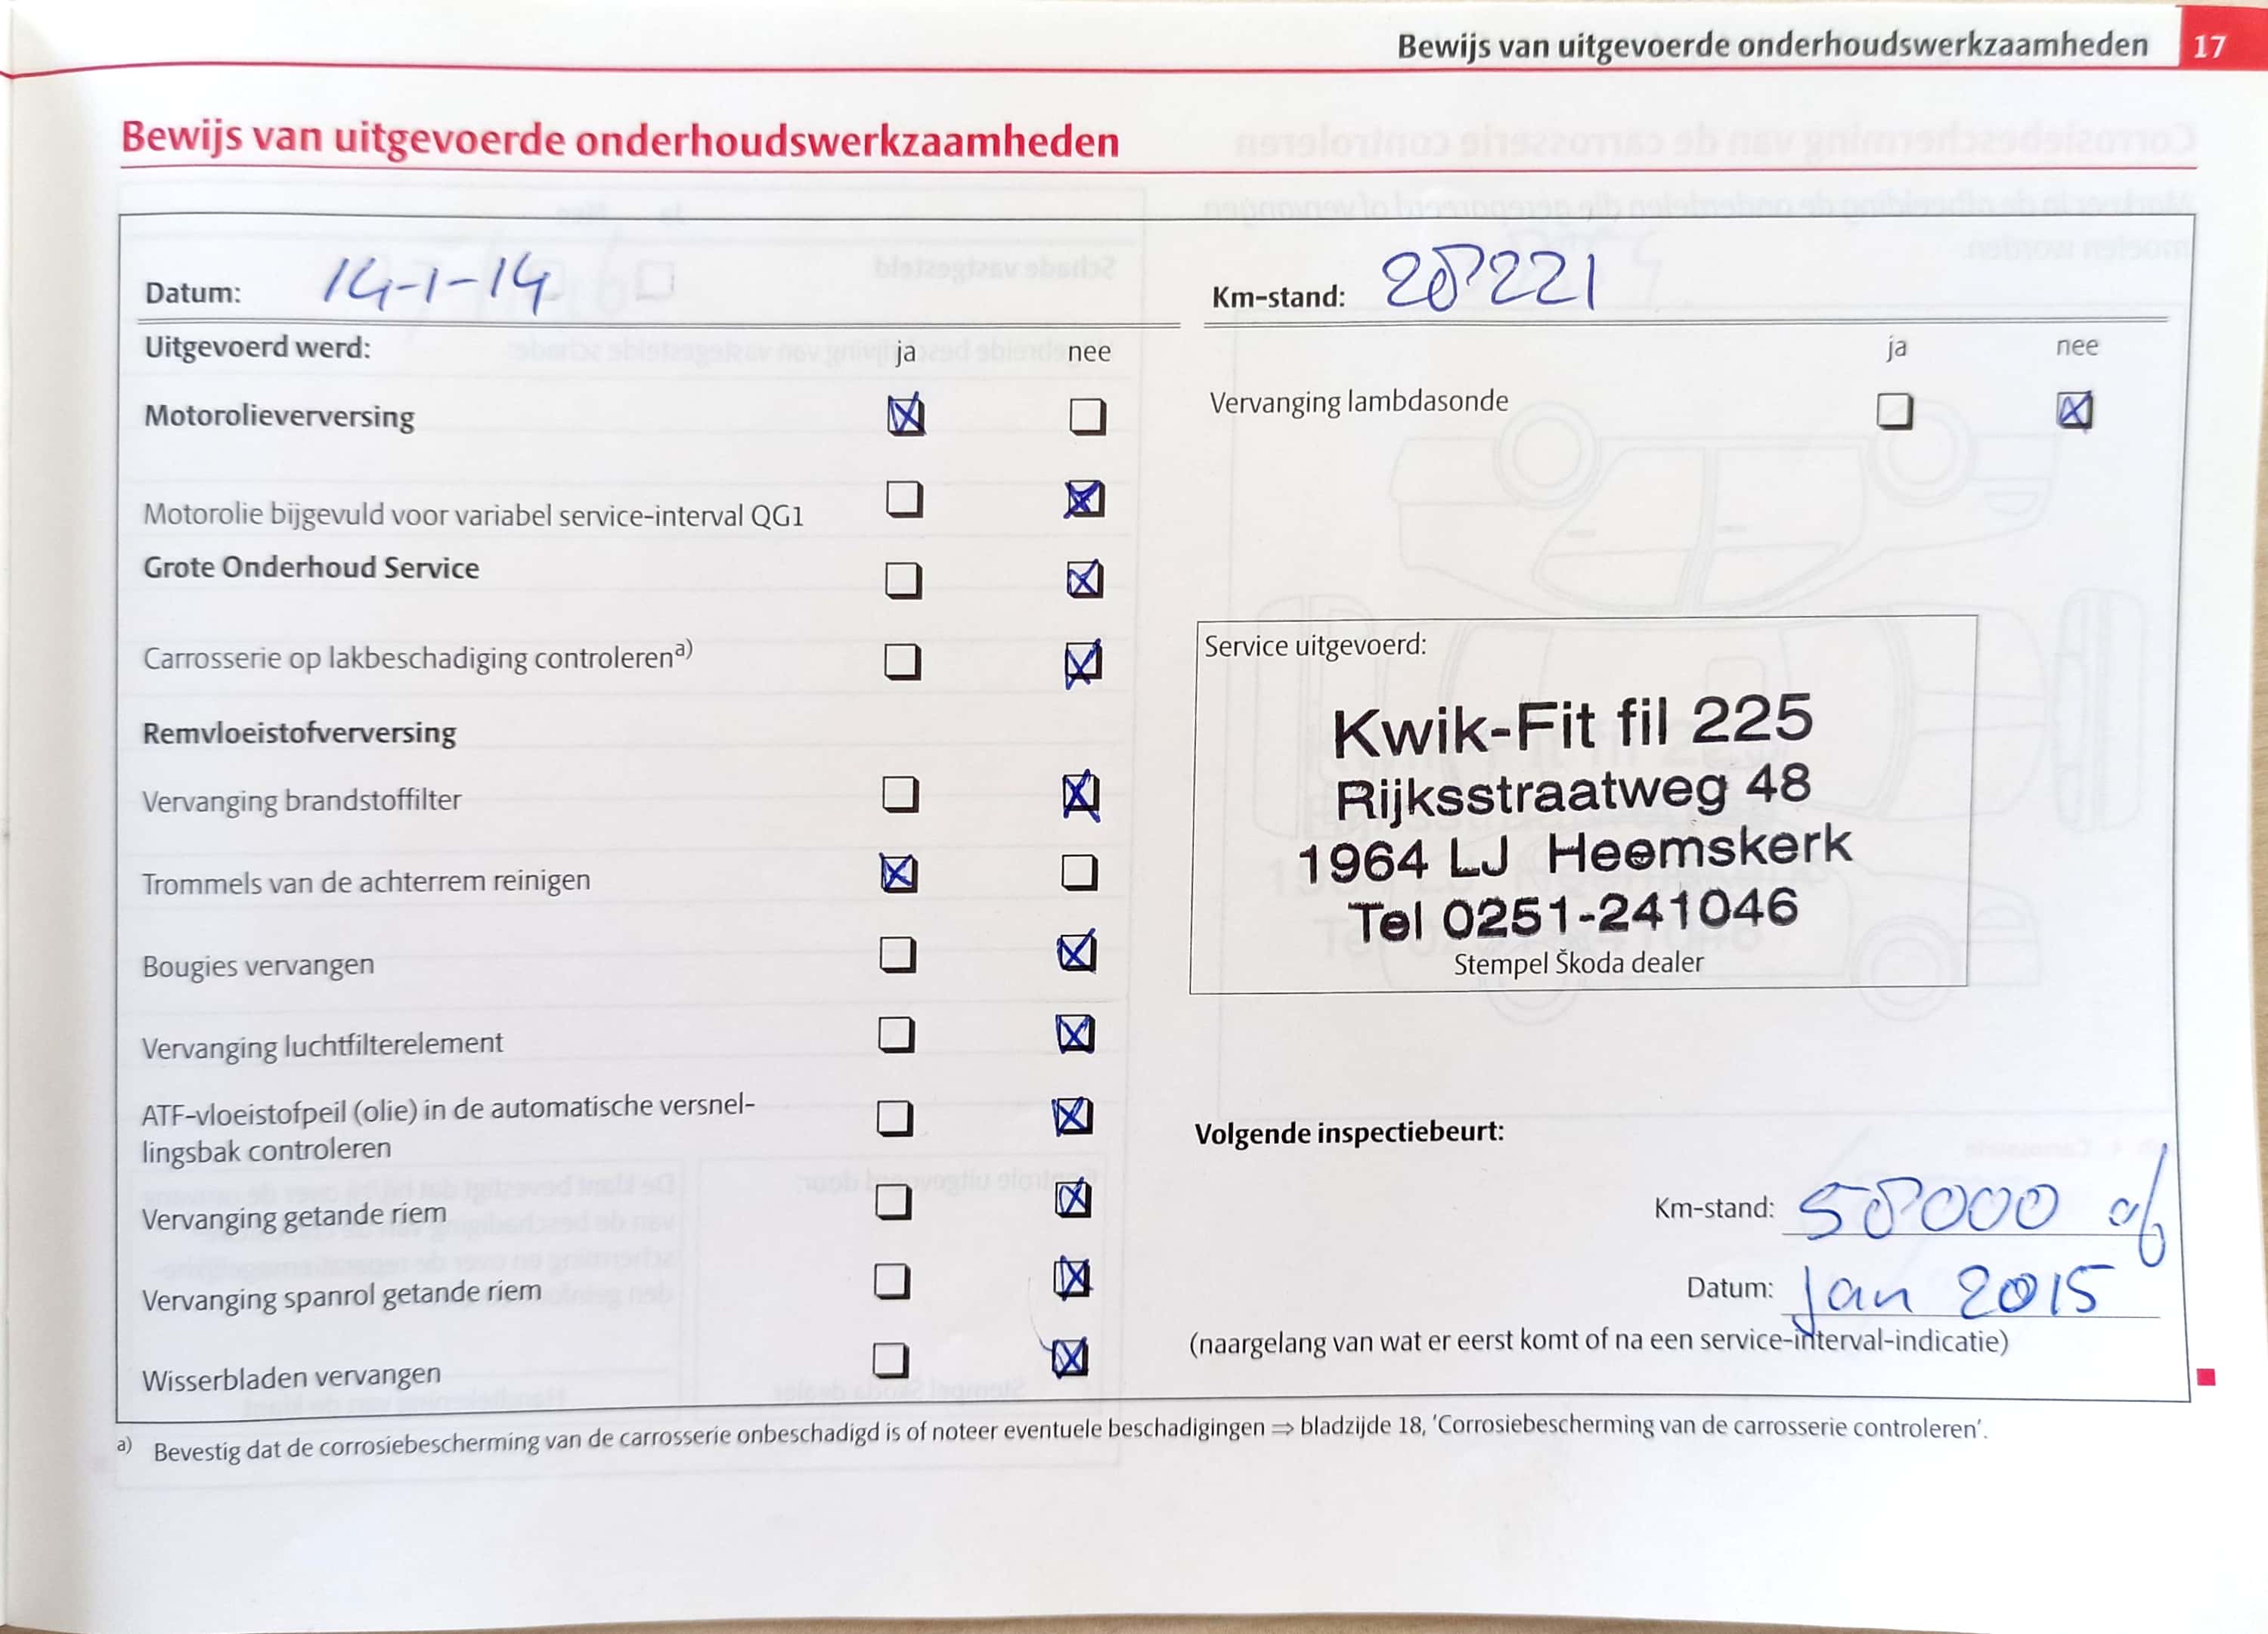 Bewijs van uitgevoerde onderhoudswerkzaamheden 17
Bewijs van uitgevoerde onderhoudswerkzaamheden
Datum: 14-1-14
Km-stand: 28221
Uitgevoerd werd: ja nee
ja nee
Motorolieverversing
Vervanging lambdasonde
Motorolie bijgevuld voor variabel service-interval QG1
Grote Onderhoud Service
Carrosserie op lakbeschadiging controleren a)
Remvloeistofverversing
Vervanging brandstoffilter
Trommels van de achterrem reinigen
Bougies vervangen
Vervanging luchtfilterelement
ATF-vloeistofpeil (olie) in de automatische versnel-
lingsbak controleren
Vervanging getande riem
Vervanging spanrol getande riem
Wisserbladen vervangen
Service uitgevoerd:
Kwik-Fit fil 225
Rijksstraatweg 48
1964 LJ Heemskerk
Tel 0251-241046
Stempel Škoda dealer
Volgende inspectiebeurt:
Km-stand: 58000 of
Datum: Jan 2015
(naargelang van wat er eerst komt of na een service-interval-indicatie)
a) Bevestig dat de corrosiebescherming van de carrosserie onbeschadigd is of noteer eventuele beschadigingen ⇒ bladzijde 18, 'Corrosiebescherming van de carrosserie controleren'.